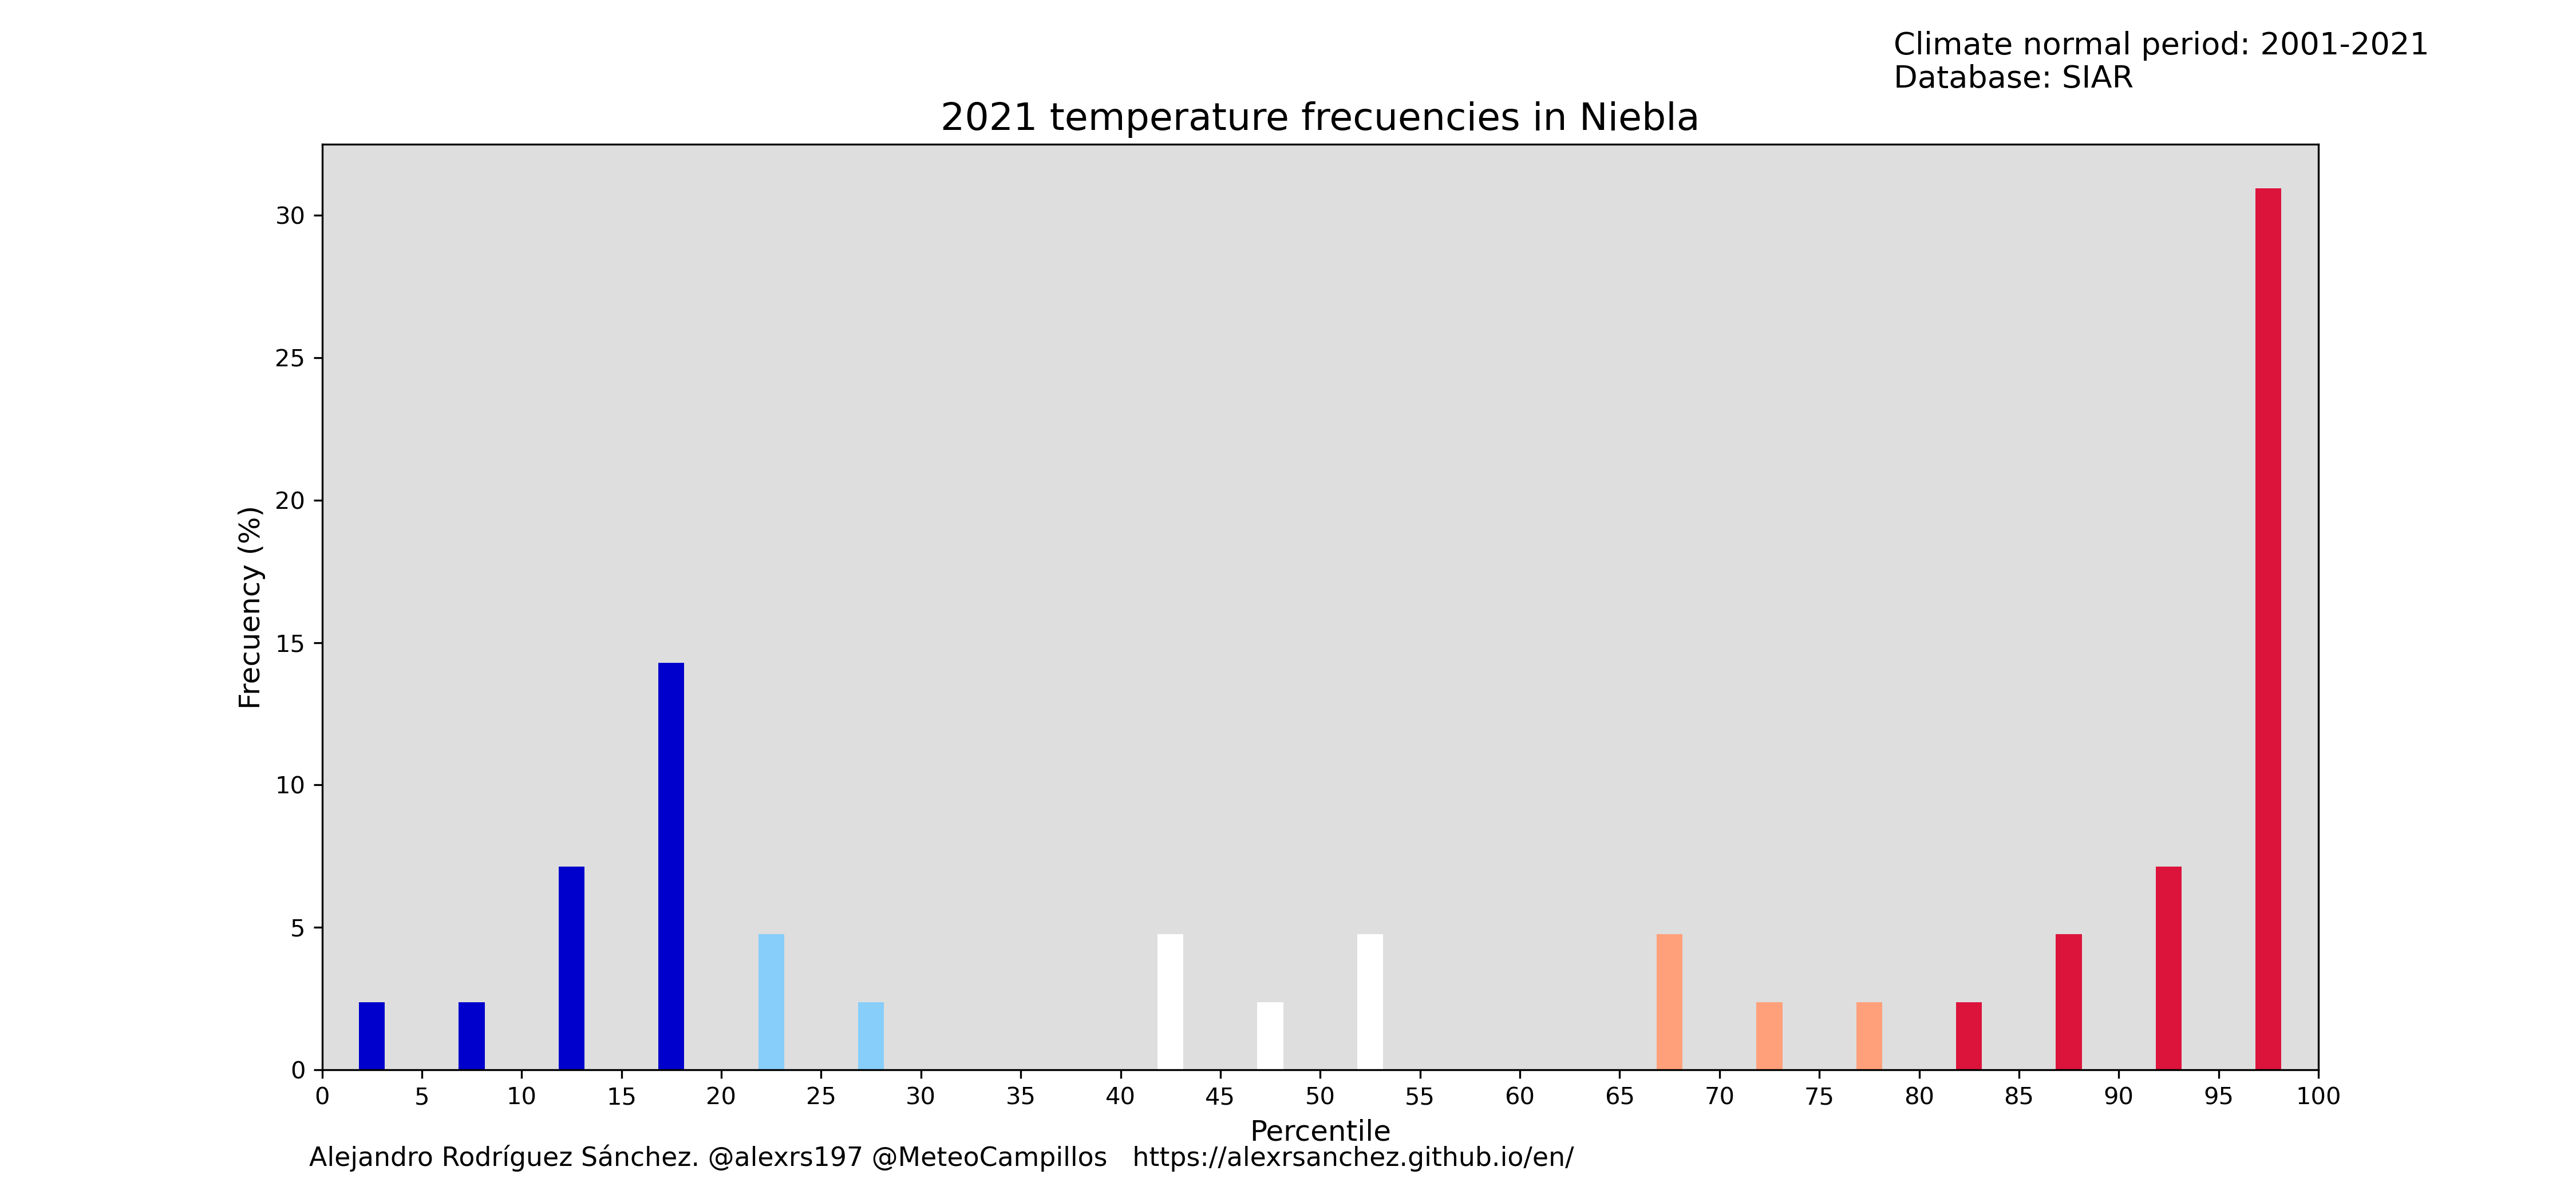 Climate normal period: 2001-2021
Database: SIAR
2021 temperature frecuencies in Niebla
Frecuency (%)
30
25
20
15
10
5
0
0 5 10 15 20 25 30 35 40 45 50 55 60 65 70 75 80 85 90 95 100
Percentile
Alejandro Rodríguez Sánchez. @alexrs197 @MeteoCampillos https://alexrsanchez.github.io/en/